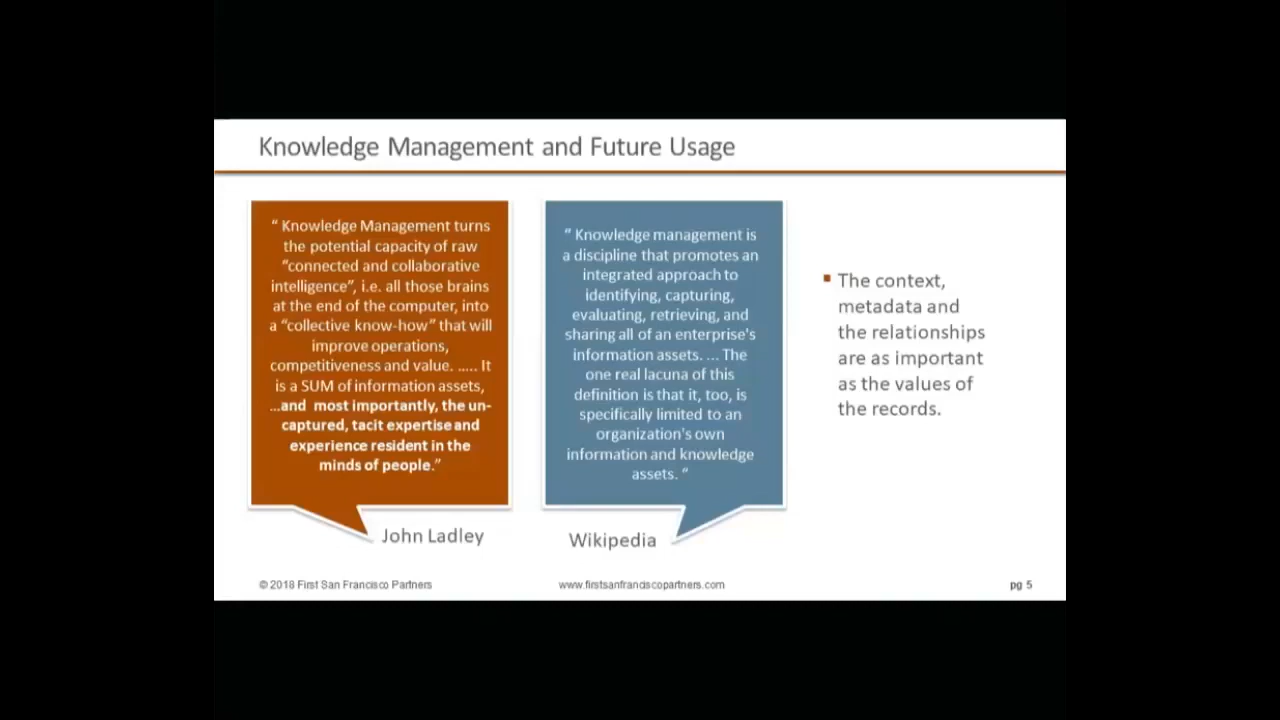 Knowledge Management and Future Usage
“ Knowledge Management turns
the potential capacity of raw
“connected and collaborative
intelligence”, i.e. all those brains
at the end of the computer, into
a “collective know-how” that will
improve operations,
competitiveness and value. ..... It
is a SUM of information assets,
...and most importantly, the un-
captured, tacit expertise and
experience resident in the
minds of people.”
John Ladley
“ Knowledge management is
a discipline that promotes an
integrated approach to
identifying, capturing,
evaluating, retrieving, and
sharing all of an enterprise's
information assets. ... The
one real lacuna of this
definition is that it, too, is
specifically limited to an
organization's own
information and knowledge
assets. “
Wikipedia
▪ The context,
metadata and
the relationships
are as important
as the values of
the records.
© 2018 First San Francisco Partners
www.firstsanfranciscopartners.com
pg 5